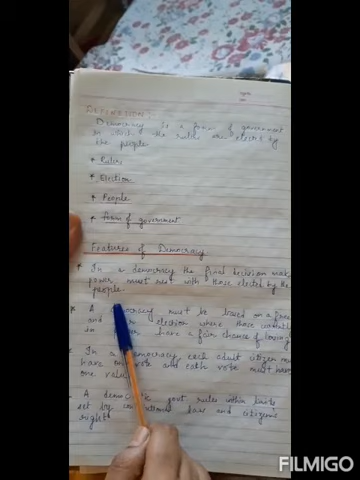 DEFINITION:
Democracy is a form of government
in which the rulers are elected by
the people
* Rulers
* Election
* People
* Form of government
Features of Democracy
* In a democracy the final decision making
power must rest with those elected by the
people.
* A democracy must be based on a free
and election where those currently
in have a fair chance of losing
In a democracy each adult citizen must
have one vote and each vote must have
one value
A democratic govt rules within limits
set by constitutional law and citizens
rights
FILMIGO